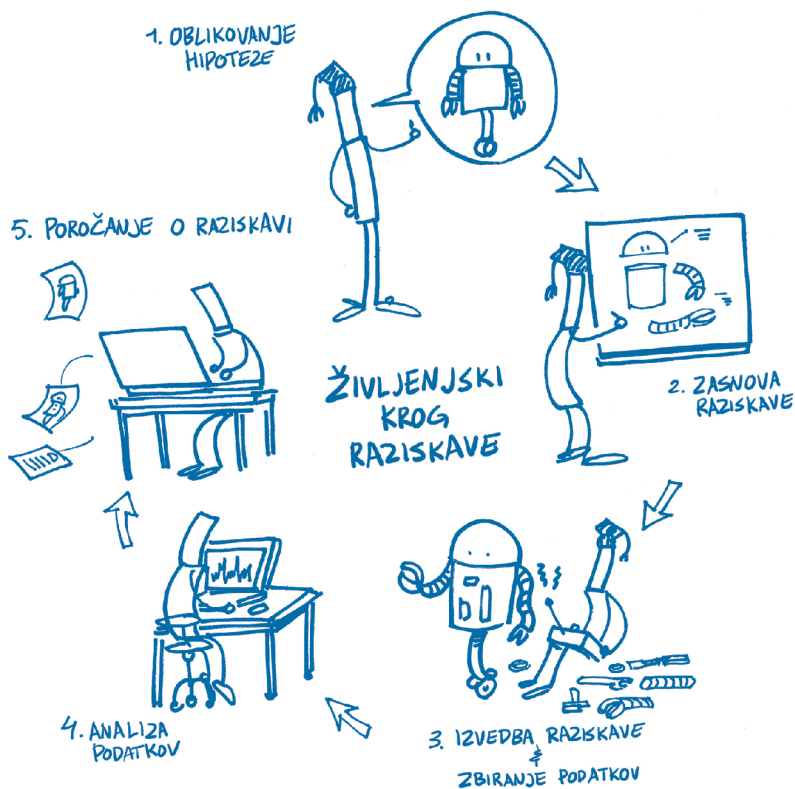 1. OBLIKOVANJE
HIPOTEZE
5. POROČANJE O RAZISKAVI
ŽIVLJENJSKI
KROG
RAZISKAVE
2. ZASNOVA
RAZISKAVE
3. IZVEDBA RAZISKAVE
&
ZBIRANJE PODATKOV
4. ANALIZA
PODATKOV